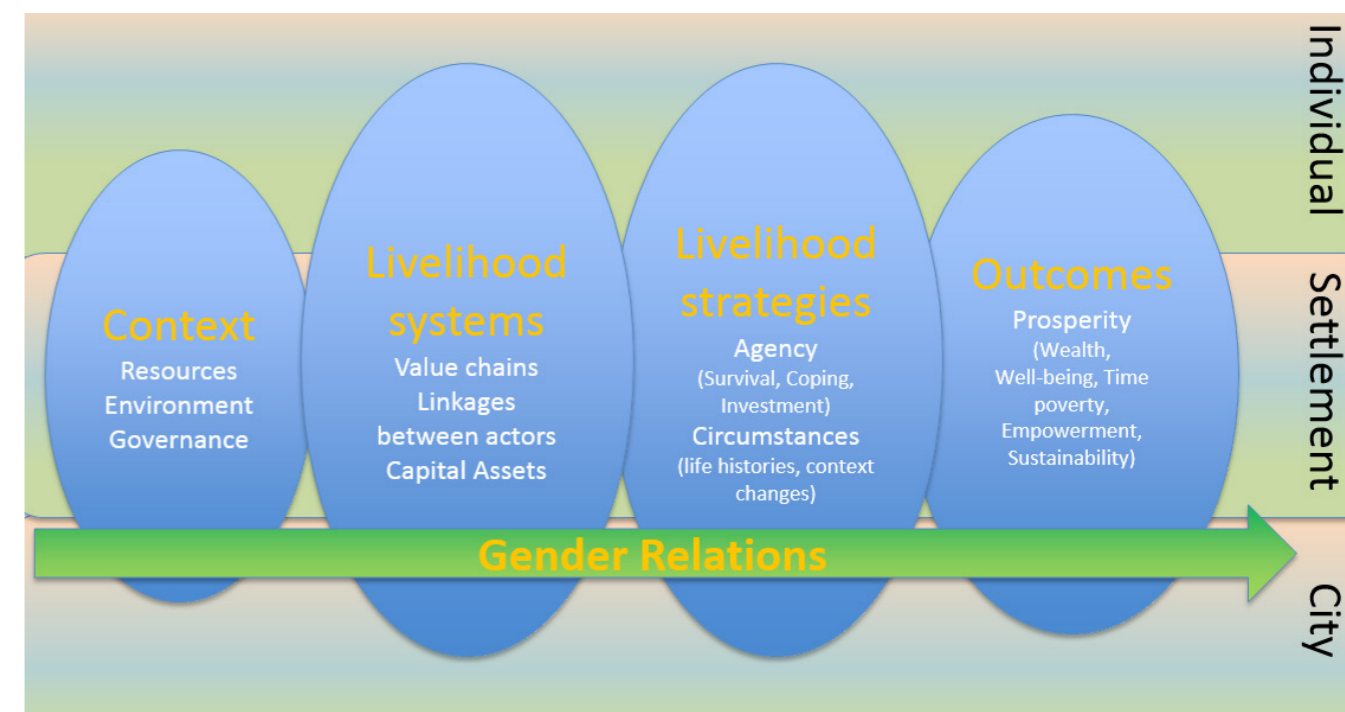 Context
Resources
Environment
Governance
Livelihood
systems
Value chains
Linkages
between actors
Capital Assets
Livelihood
strategies
Agency
(Survival, Coping,
Investment)
Circumstances
(life histories, context
changes)
Outcomes
Prosperity
(Wealth,
Well-being, Time
poverty,
Empowerment,
Sustainability)
Gender Relations
Individual
Settlement
City